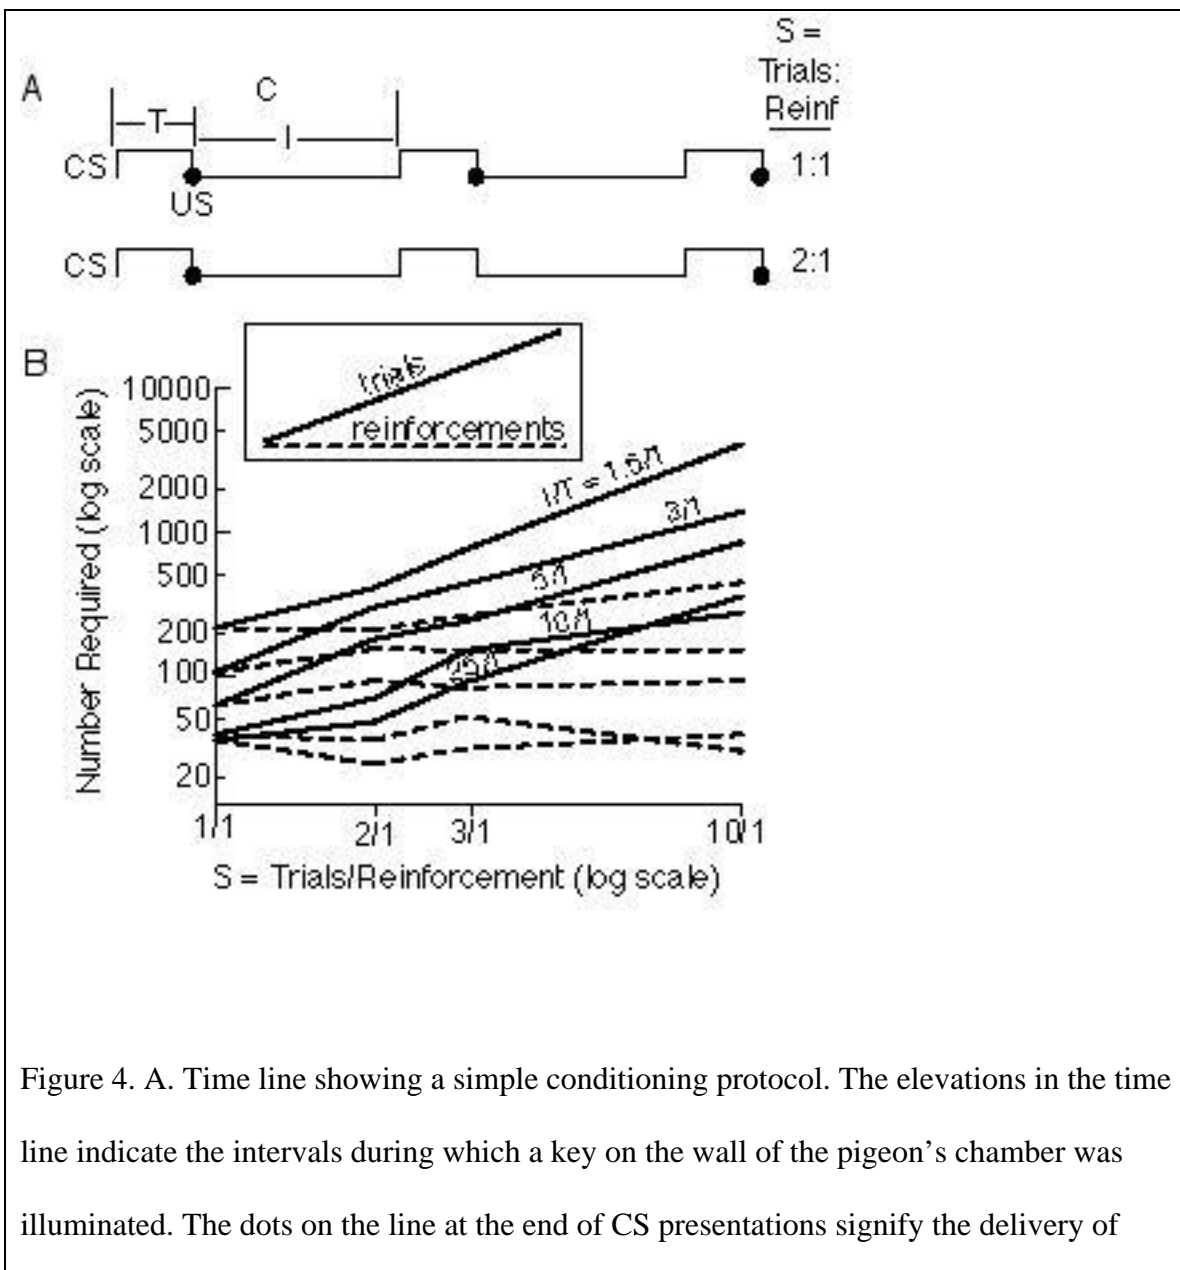 S =
Trials:
Reinf
A
C
T
I
CS
1:1
US
CS
2:1
B
Number Required (log scale)
10000
5000
2000
1000
500
200
100
50
20
trials
reinforcements
I/T = 1.5/1
3/1
5/1
10/1
25/1
1/1
2/1
3/1
10/1
S = Trials/Reinforcement (log scale)
Figure 4. A. Time line showing a simple conditioning protocol. The elevations in the time
line indicate the intervals during which a key on the wall of the pigeon’s chamber was
illuminated. The dots on the line at the end of CS presentations signify the delivery of